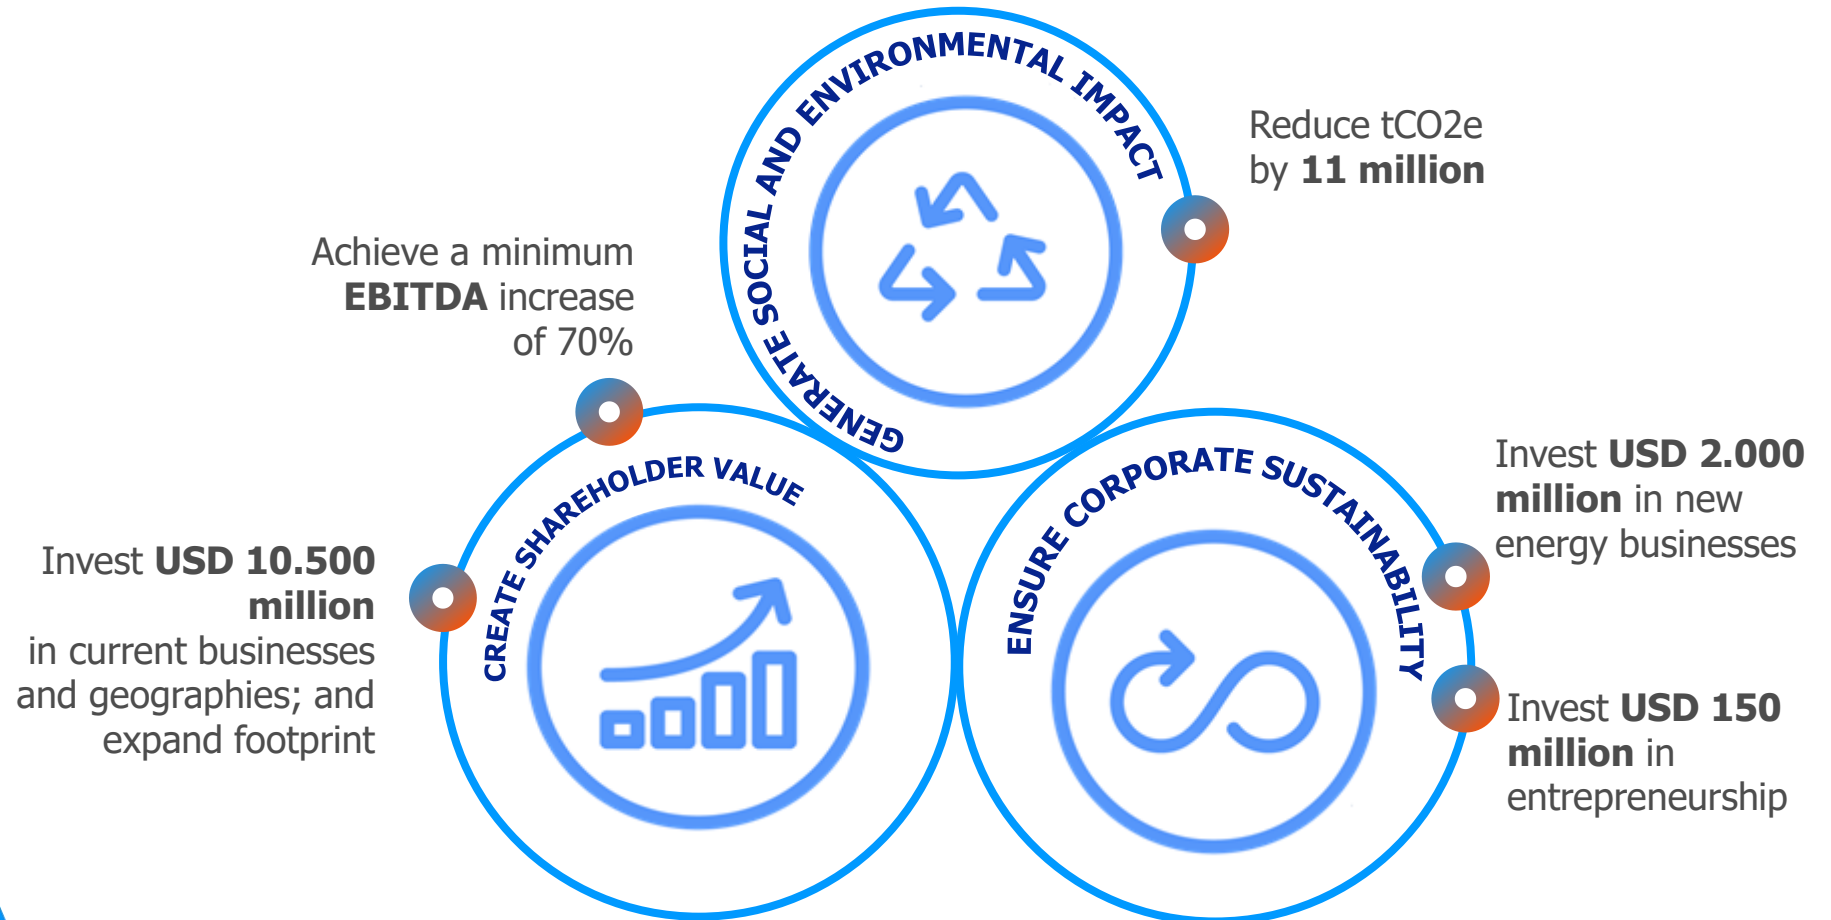 GENERATE SOCIAL AND ENVIRONMENTAL IMPACT
Reduce tCO2e
by 11 million
Achieve a minimum
EBITDA increase
of 70%
CREATE SHAREHOLDER VALUE
Invest USD 10.500
million
in current businesses
and geographies; and
expand footprint
ENSURE CORPORATE SUSTAINABILITY
Invest USD 2.000
million in new
energy businesses
Invest USD 150
million in
entrepreneurship